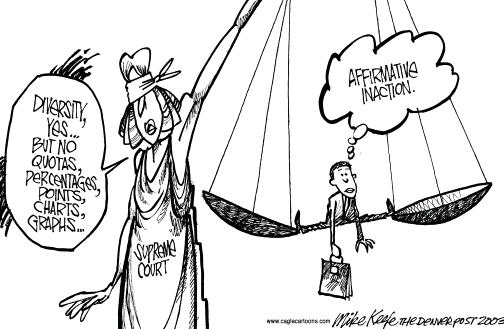 DIVERSITY,
YES...
BUT NO
QUOTAS,
PERCENTAGES,
POINTS,
CHARTS,
GRAPHS...
SUPREME
COURT
AFFIRMATIVE
INACTION.
www.caglecartoons.com
MIKE KEEFE THE DENVER POST 2003